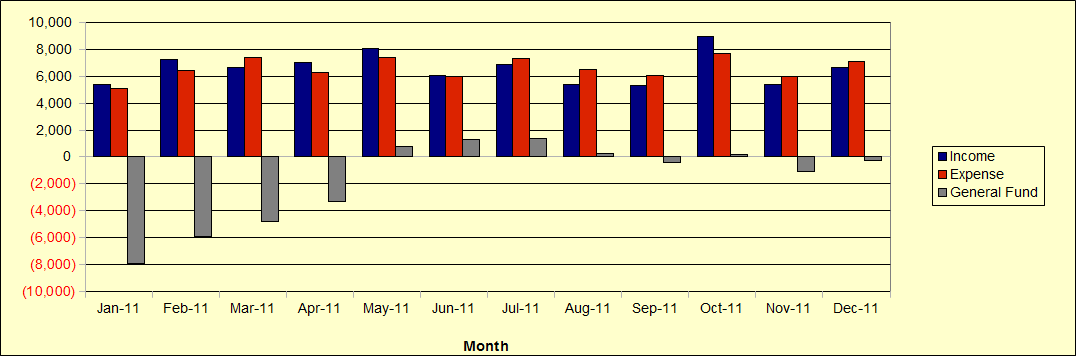 10,000
8,000
6,000
4,000
2,000
0
(2,000)
(4,000)
(6,000)
(8,000)
(10,000)
Jan-11 Feb-11 Mar-11 Apr-11 May-11 Jun-11 Jul-11 Aug-11 Sep-11 Oct-11 Nov-11 Dec-11
Month
Income
Expense
General Fund